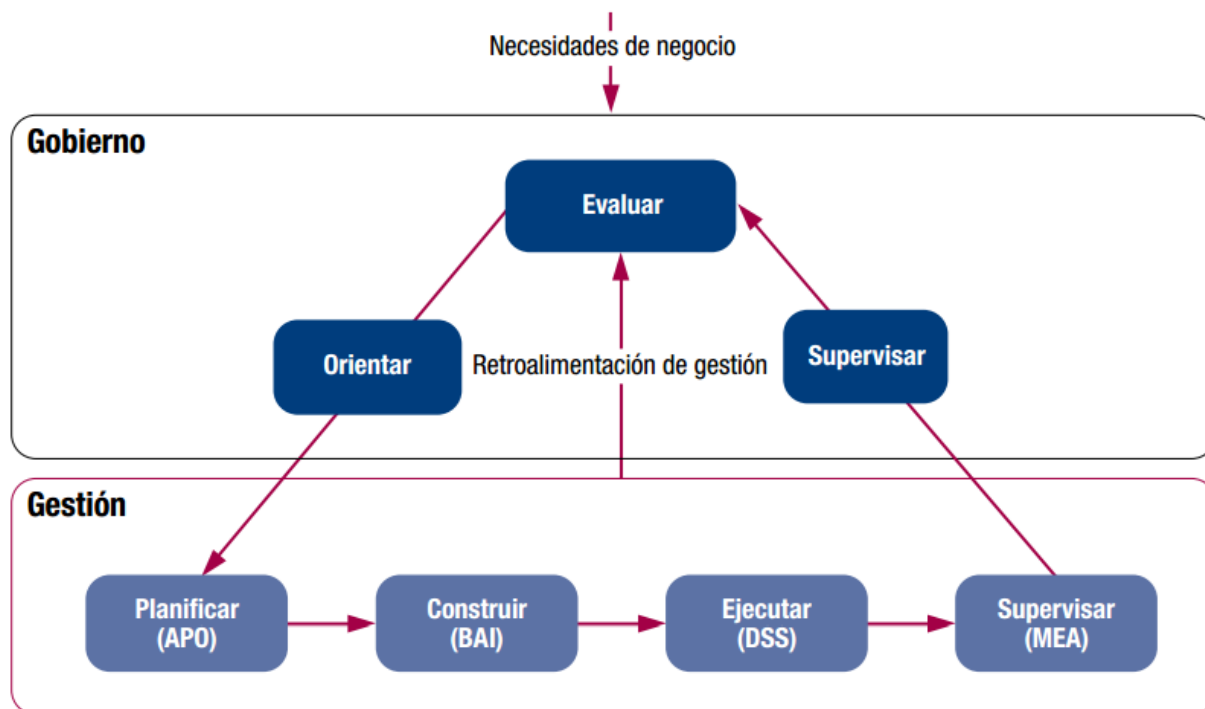 Necesidades de negocio
Gobierno
Evaluar
Orientar
Retroalimentación de gestión
Supervisar
Gestión
Planificar
(APO)
Construir
(BAI)
Ejecutar
(DSS)
Supervisar
(MEA)